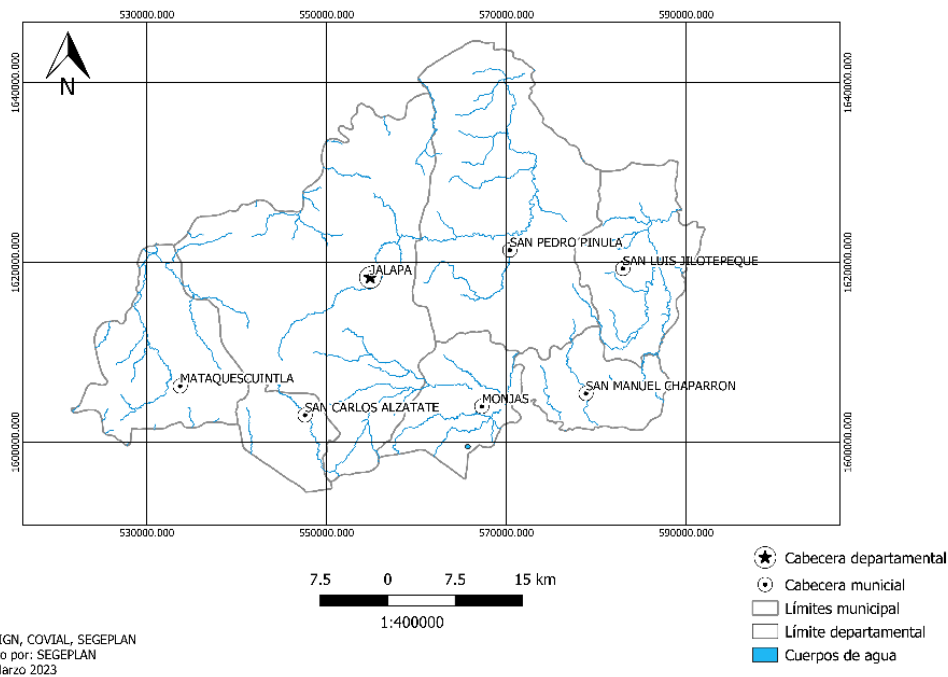 530000.000 550000.000 570000.000 590000.000
N
1640000.000 1640000.000
SAN PEDRO PINULA
1620000.000 1620000.000
SAN LUIS JILOTEPEQUE
JALAPA
MATAQUESCUINTLA
SAN MANUEL CHAPARRON
MONJAS
SAN CARLOS ALZATATE
1600000.000 1600000.000
530000.000 550000.000 570000.000 590000.000
7.5 0 7.5 15 km
1:400000
Cabecera departamental
Cabecera municial
Límites municipal
Límite departamental
Cuerpos de agua
IGN, COVIAL, SEGEPLAN
o por: SEGEPLAN
arzo 2023